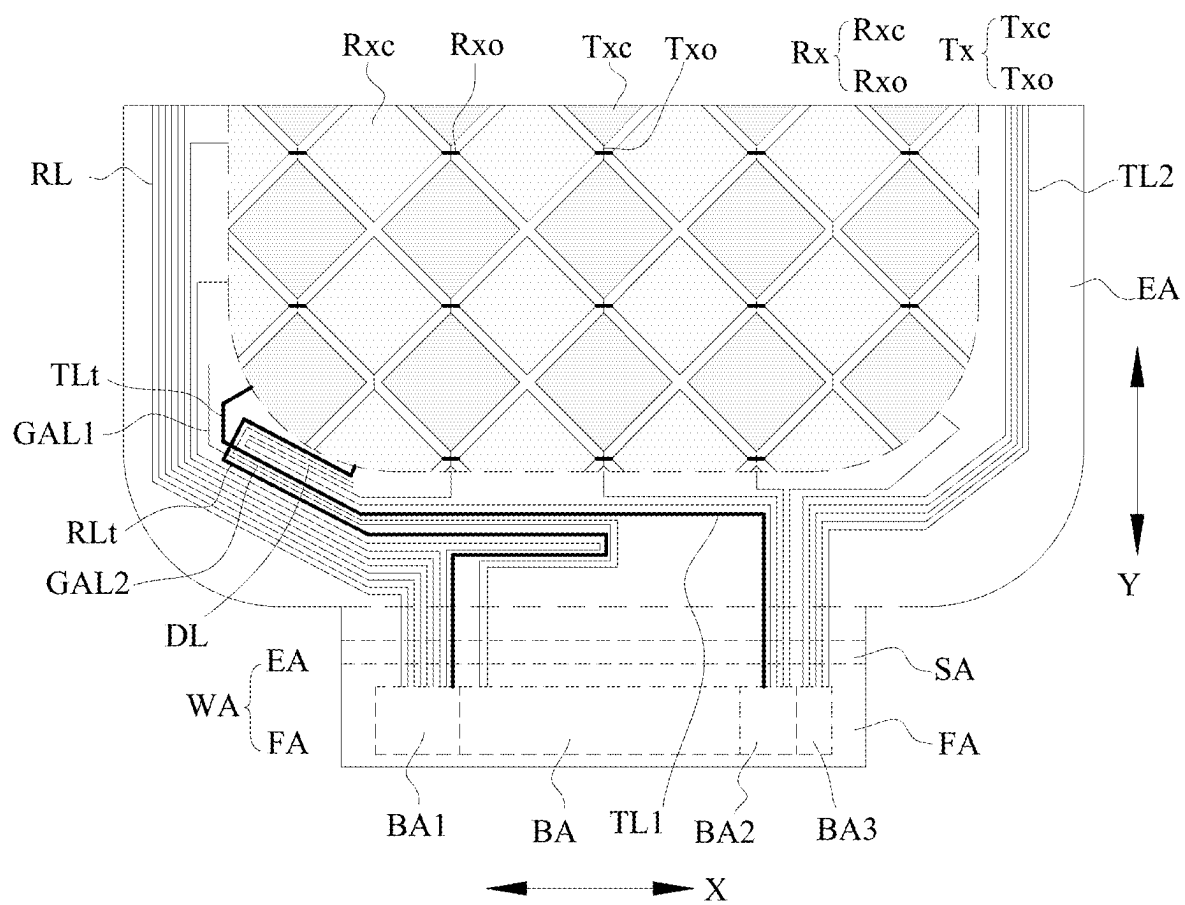 Rxc Rxo Txc Txo Rx Rxc Rxo Tx Txc Txo
RL
TL2
EA
TLt
GAL1
RLt
GAL2
DL
Y
EA
WA
FA
SA
FA
BA1 BA TL1 BA2 BA3
X